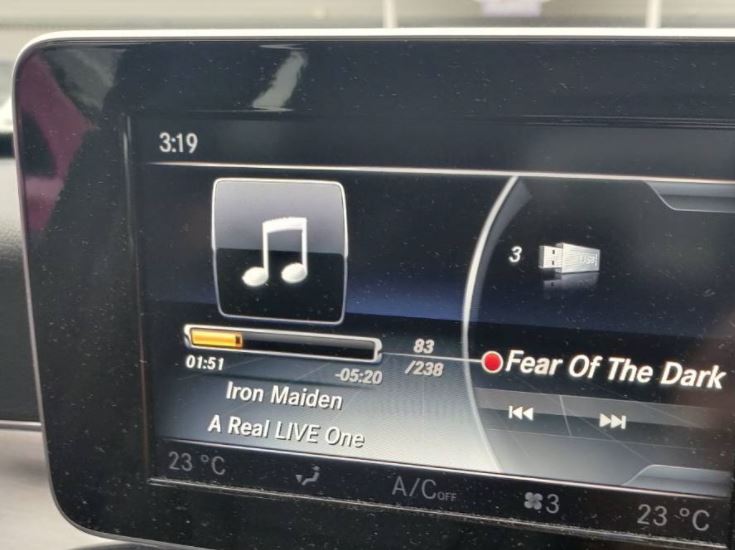 3:19
3
USB
83
/238
Fear Of The Dark
01:51
-05:20
Iron Maiden
A Real LIVE One
23 °C
A/C OFF
3
23 °C